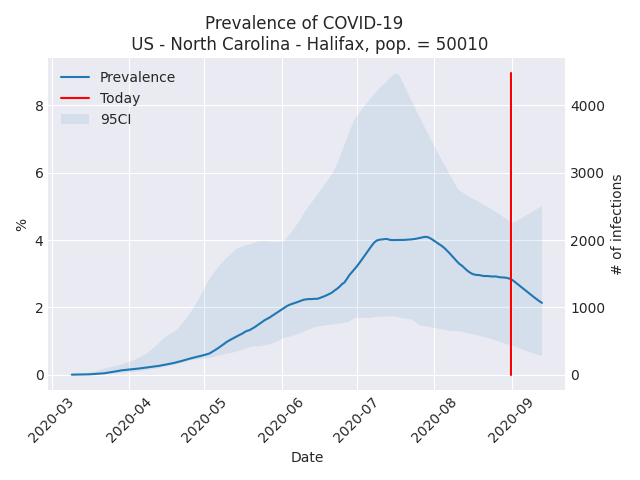 Prevalence of COVID-19
US - North Carolina - Halifax, pop. = 50010
Prevalence
Today
95CI
8
6
4
2
0
%
4000
3000
2000
1000
0
# of infections
2020-03
2020-04
2020-05
2020-06
2020-07
2020-08
2020-09
Date